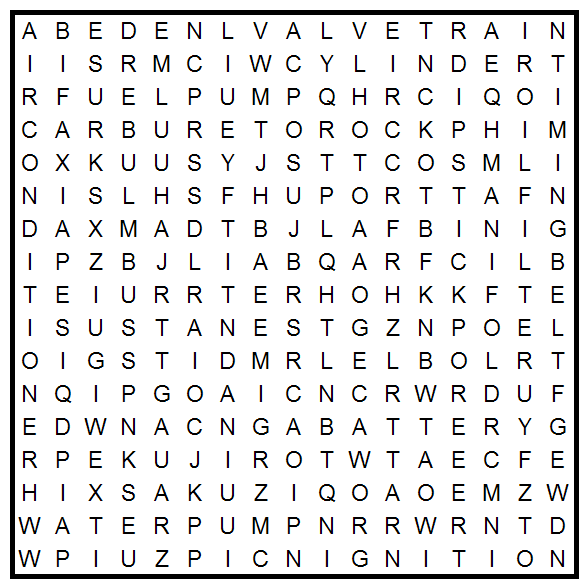 A B E D E N L V A L V E T R A I N
I I S R M C I W C Y L I N D E R T
R F U E L P U M P Q H R C I Q O I
C A R B U R E T O R O C K P H I M
O X K U U S Y J S T T C O S M L I
N I S L H S F H U P O R T T A F N
D A X M A D T B J L A F B I N I G
I P Z B J L I A B Q A R F C I L B
T E I U R R T E R H O H K K F T E
I S U S T A N E S T G Z N P O E L
O I G S T I D M R L E L B O L R T
N Q I P G O A I C N C R W R D U F
E D W N A C N G A B A T T E R Y G
R P E K U J I R O T W T A E C F E
H I X S A K U Z I Q O A O E M Z W
W A T E R P U M P N R R W R N T D
W P I U Z P I C N I G N I T I O N